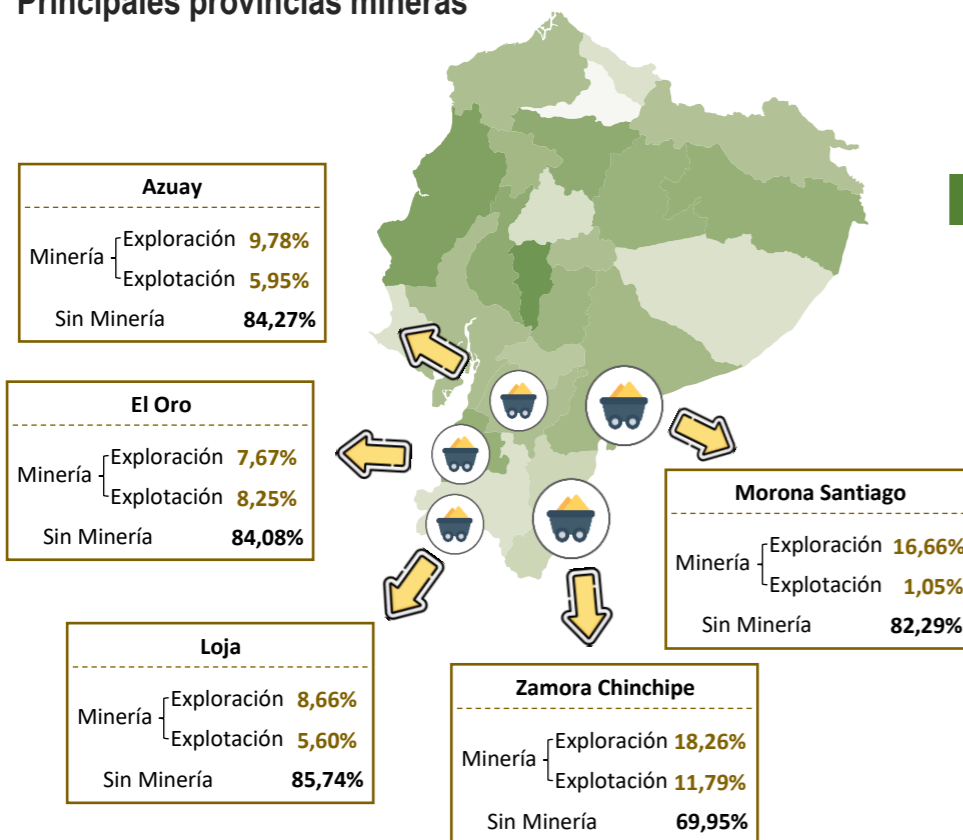 Principales provincias mineras
Azuay
Minería
Exploración 9,78%
Explotación 5,95%
Sin Minería 84,27%
El Oro
Minería
Exploración 7,67%
Explotación 8,25%
Sin Minería 84,08%
Loja
Minería
Exploración 8,66%
Explotación 5,60%
Sin Minería 85,74%
Zamora Chinchipe
Minería
Exploración 18,26%
Explotación 11,79%
Sin Minería 69,95%
Morona Santiago
Minería
Exploración 16,66%
Explotación 1,05%
Sin Minería 82,29%